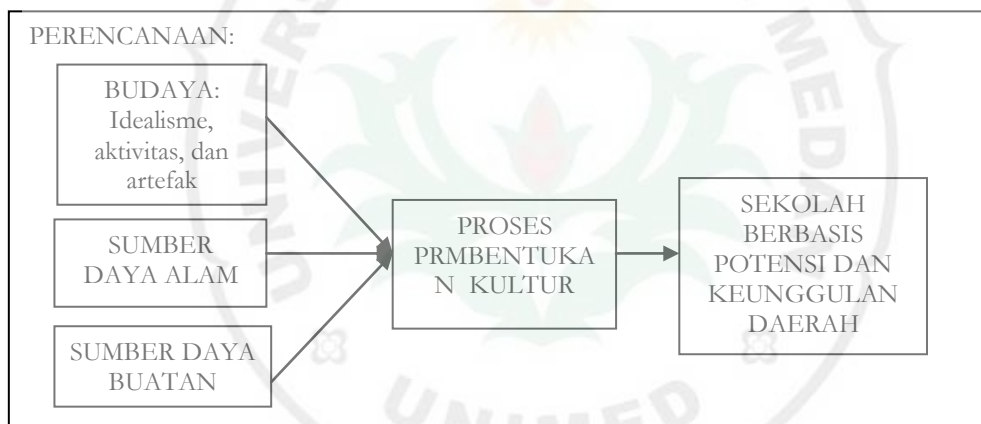 PERENCANAAN:
BUDAYA:
Idealisme,
aktivitas, dan
artefak
SUMBER
DAYA ALAM
SUMBER DAYA
BUATAN
PROSES
PRMBENTUKA
N KULTUR
SEKOLAH
BERBASIS
POTENSI DAN
KEUNGGULAN
DAERAH
UNIMED